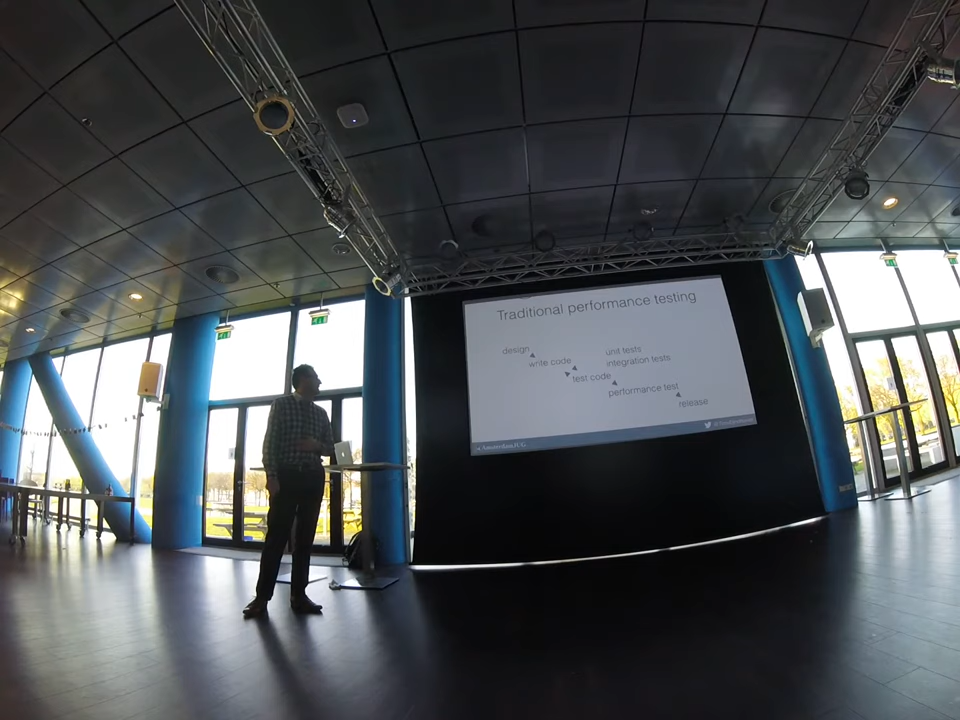 Traditional performance testing
design
write code
unit tests
integration tests
test code
performance test
release